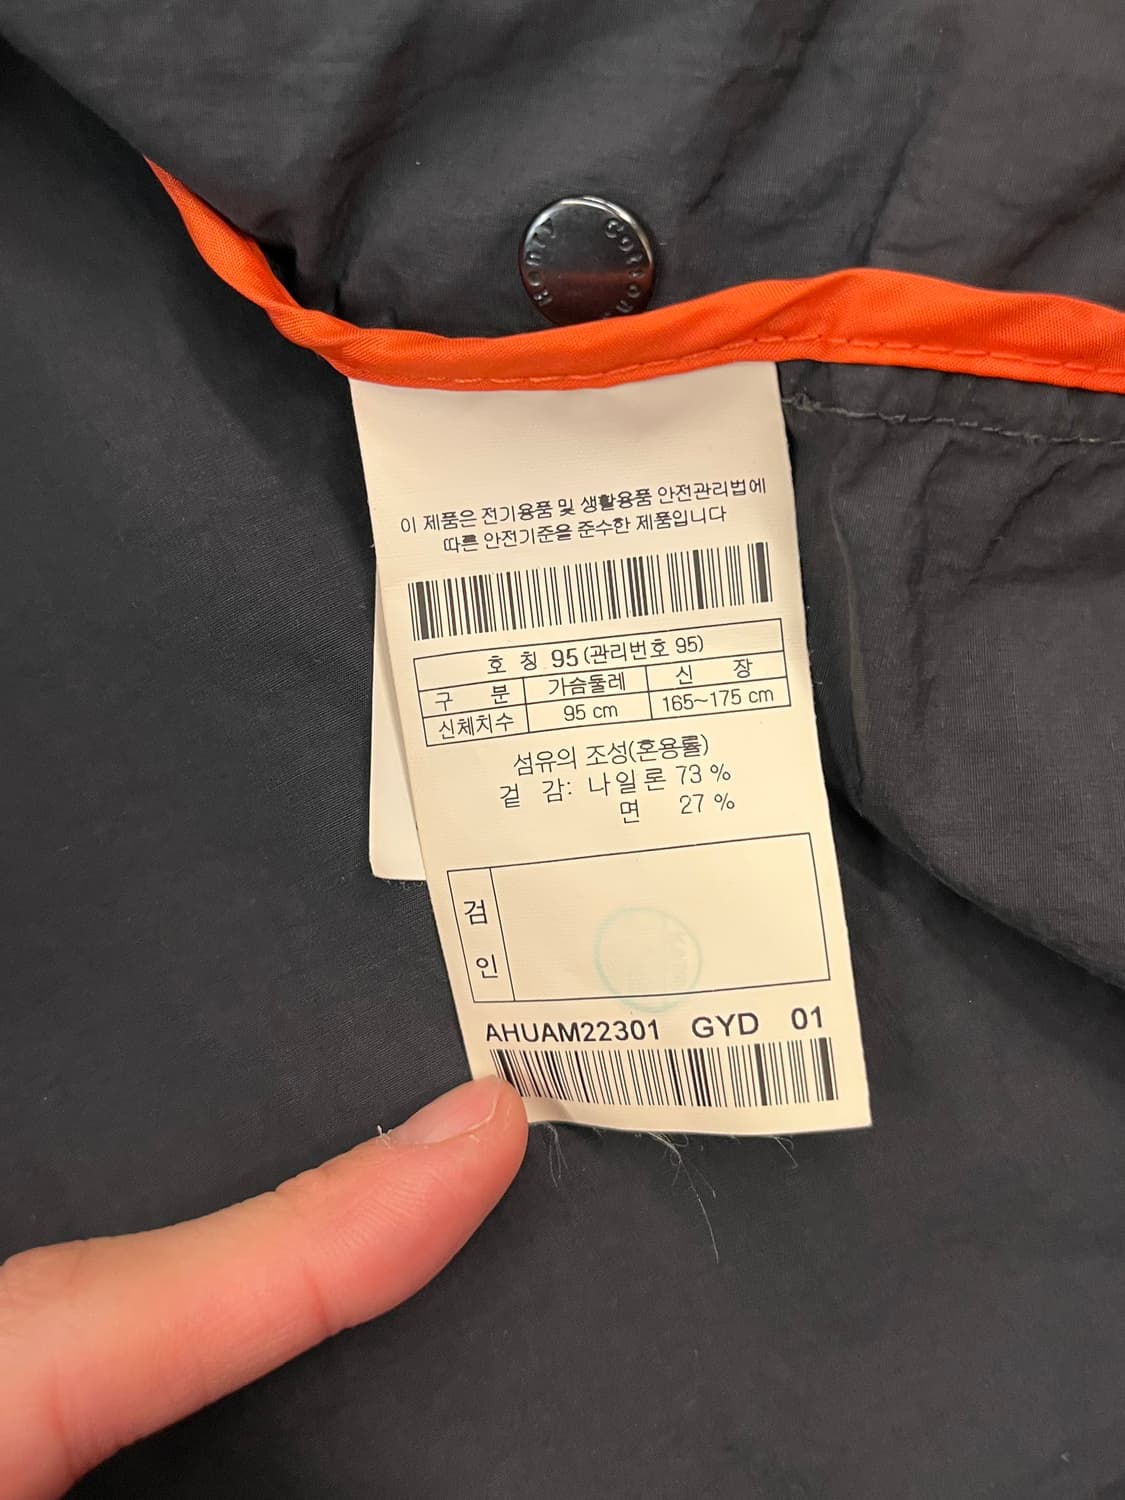 이 제품은 전기용품 및 생활용품 안전관리법에
따른 안전기준을 준수한 제품입니다
호 칭 95 (관리번호 95)
구 분 가슴둘레 신 장
신체치수 95 cm 165~175 cm
섬유의 조성(혼용률)
겉 감: 나일론 73 %
면 27 %
검
인
AHUAM22301 GYD 01